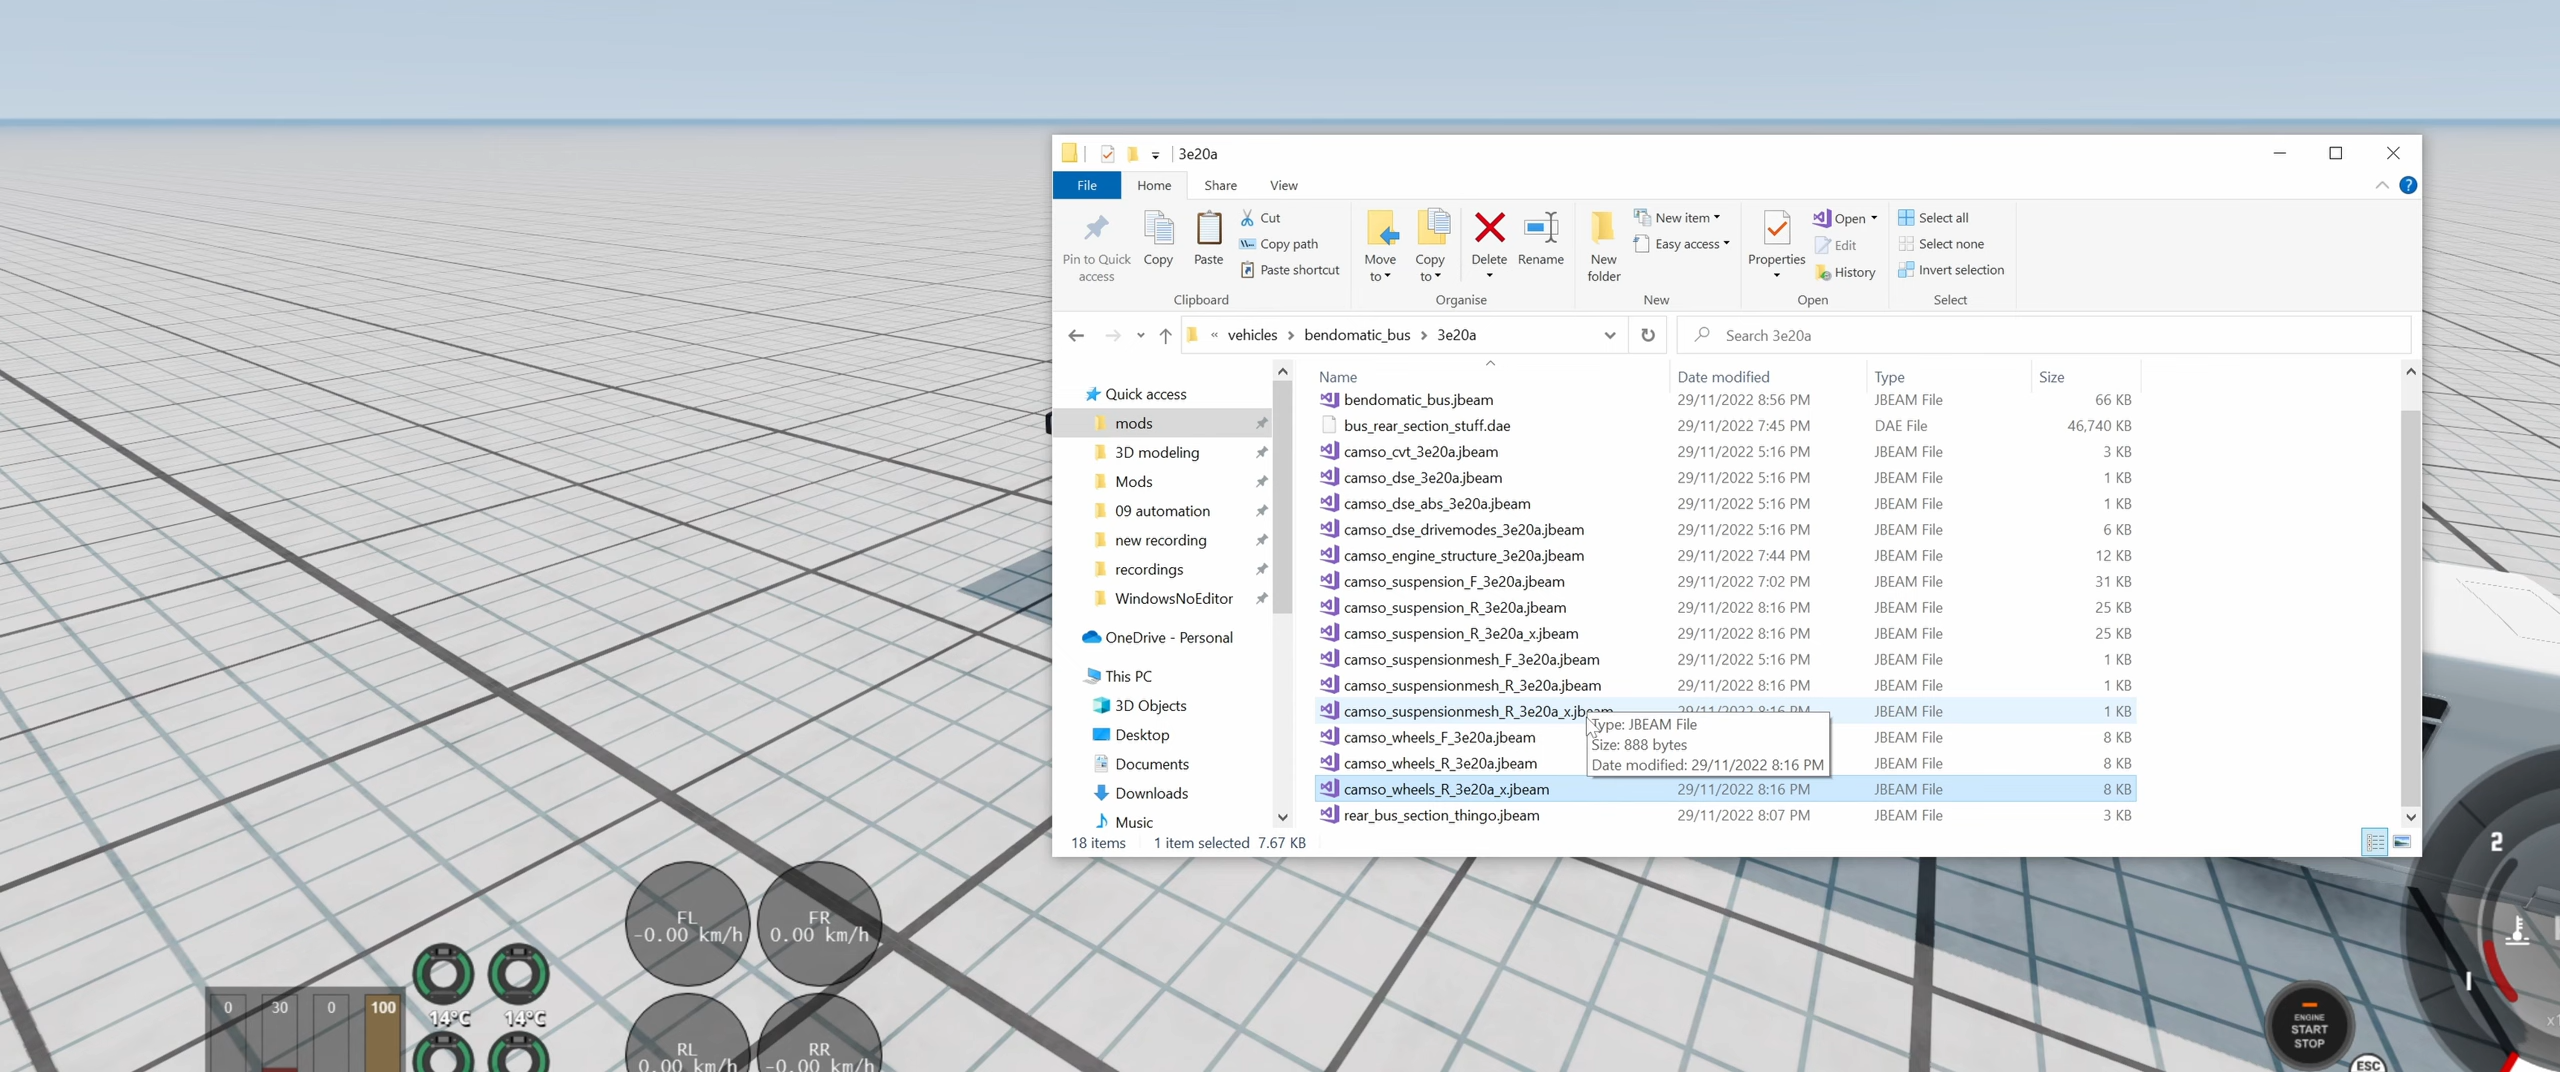 3e20a
File
Home
Share
View
Pin to Quick access
Copy
Paste
Cut
Copy path
Paste shortcut
Clipboard
Move to
Copy to
Delete
Rename
Organise
New folder
New item
Easy access
New
Properties
Open
Edit
History
Open
Select all
Select none
Invert selection
Select
« vehicles > bendomatic_bus > 3e20a
Search 3e20a
Quick access
mods
3D modeling
Mods
09 automation
new recording
recordings
WindowsNoEditor
OneDrive - Personal
This PC
3D Objects
Desktop
Documents
Downloads
Music
Name Date modified Type Size
bendomatic_bus.jbeam 29/11/2022 8:56 PM JBEAM File 66 KB
bus_rear_section_stuff.dae 29/11/2022 7:45 PM DAE File 46,740 KB
camso_cvt_3e20a.jbeam 29/11/2022 5:16 PM JBEAM File 3 KB
camso_dse_3e20a.jbeam 29/11/2022 5:16 PM JBEAM File 1 KB
camso_dse_abs_3e20a.jbeam 29/11/2022 5:16 PM JBEAM File 1 KB
camso_dse_drivemodes_3e20a.jbeam 29/11/2022 5:16 PM JBEAM File 6 KB
camso_engine_structure_3e20a.jbeam 29/11/2022 7:44 PM JBEAM File 12 KB
camso_suspension_F_3e20a.jbeam 29/11/2022 7:02 PM JBEAM File 31 KB
camso_suspension_R_3e20a.jbeam 29/11/2022 8:16 PM JBEAM File 25 KB
camso_suspension_R_3e20a_x.jbeam 29/11/2022 8:16 PM JBEAM File 25 KB
camso_suspensionmesh_F_3e20a.jbeam 29/11/2022 5:16 PM JBEAM File 1 KB
camso_suspensionmesh_R_3e20a.jbeam 29/11/2022 8:16 PM JBEAM File 1 KB
camso_suspensionmesh_R_3e20a_x.jbeam 29/11/2022 8:16 PM JBEAM File 1 KB
camso_wheels_F_3e20a.jbeam JBEAM File 8 KB
camso_wheels_R_3e20a.jbeam JBEAM File 8 KB
camso_wheels_R_3e20a_x.jbeam 29/11/2022 8:16 PM JBEAM File 8 KB
rear_bus_section_thingo.jbeam 29/11/2022 8:07 PM JBEAM File 3 KB
Type: JBEAM File
Size: 888 bytes
Date modified: 29/11/2022 8:16 PM
18 items 1 item selected 7.67 KB
FL
-0.00 km/h
FR
0.00 km/h
RL
0.00 km/h
RR
-0.00 km/h
0 30 0 100
14°C 14°C
2
1
ENGINE
START
STOP
ESC